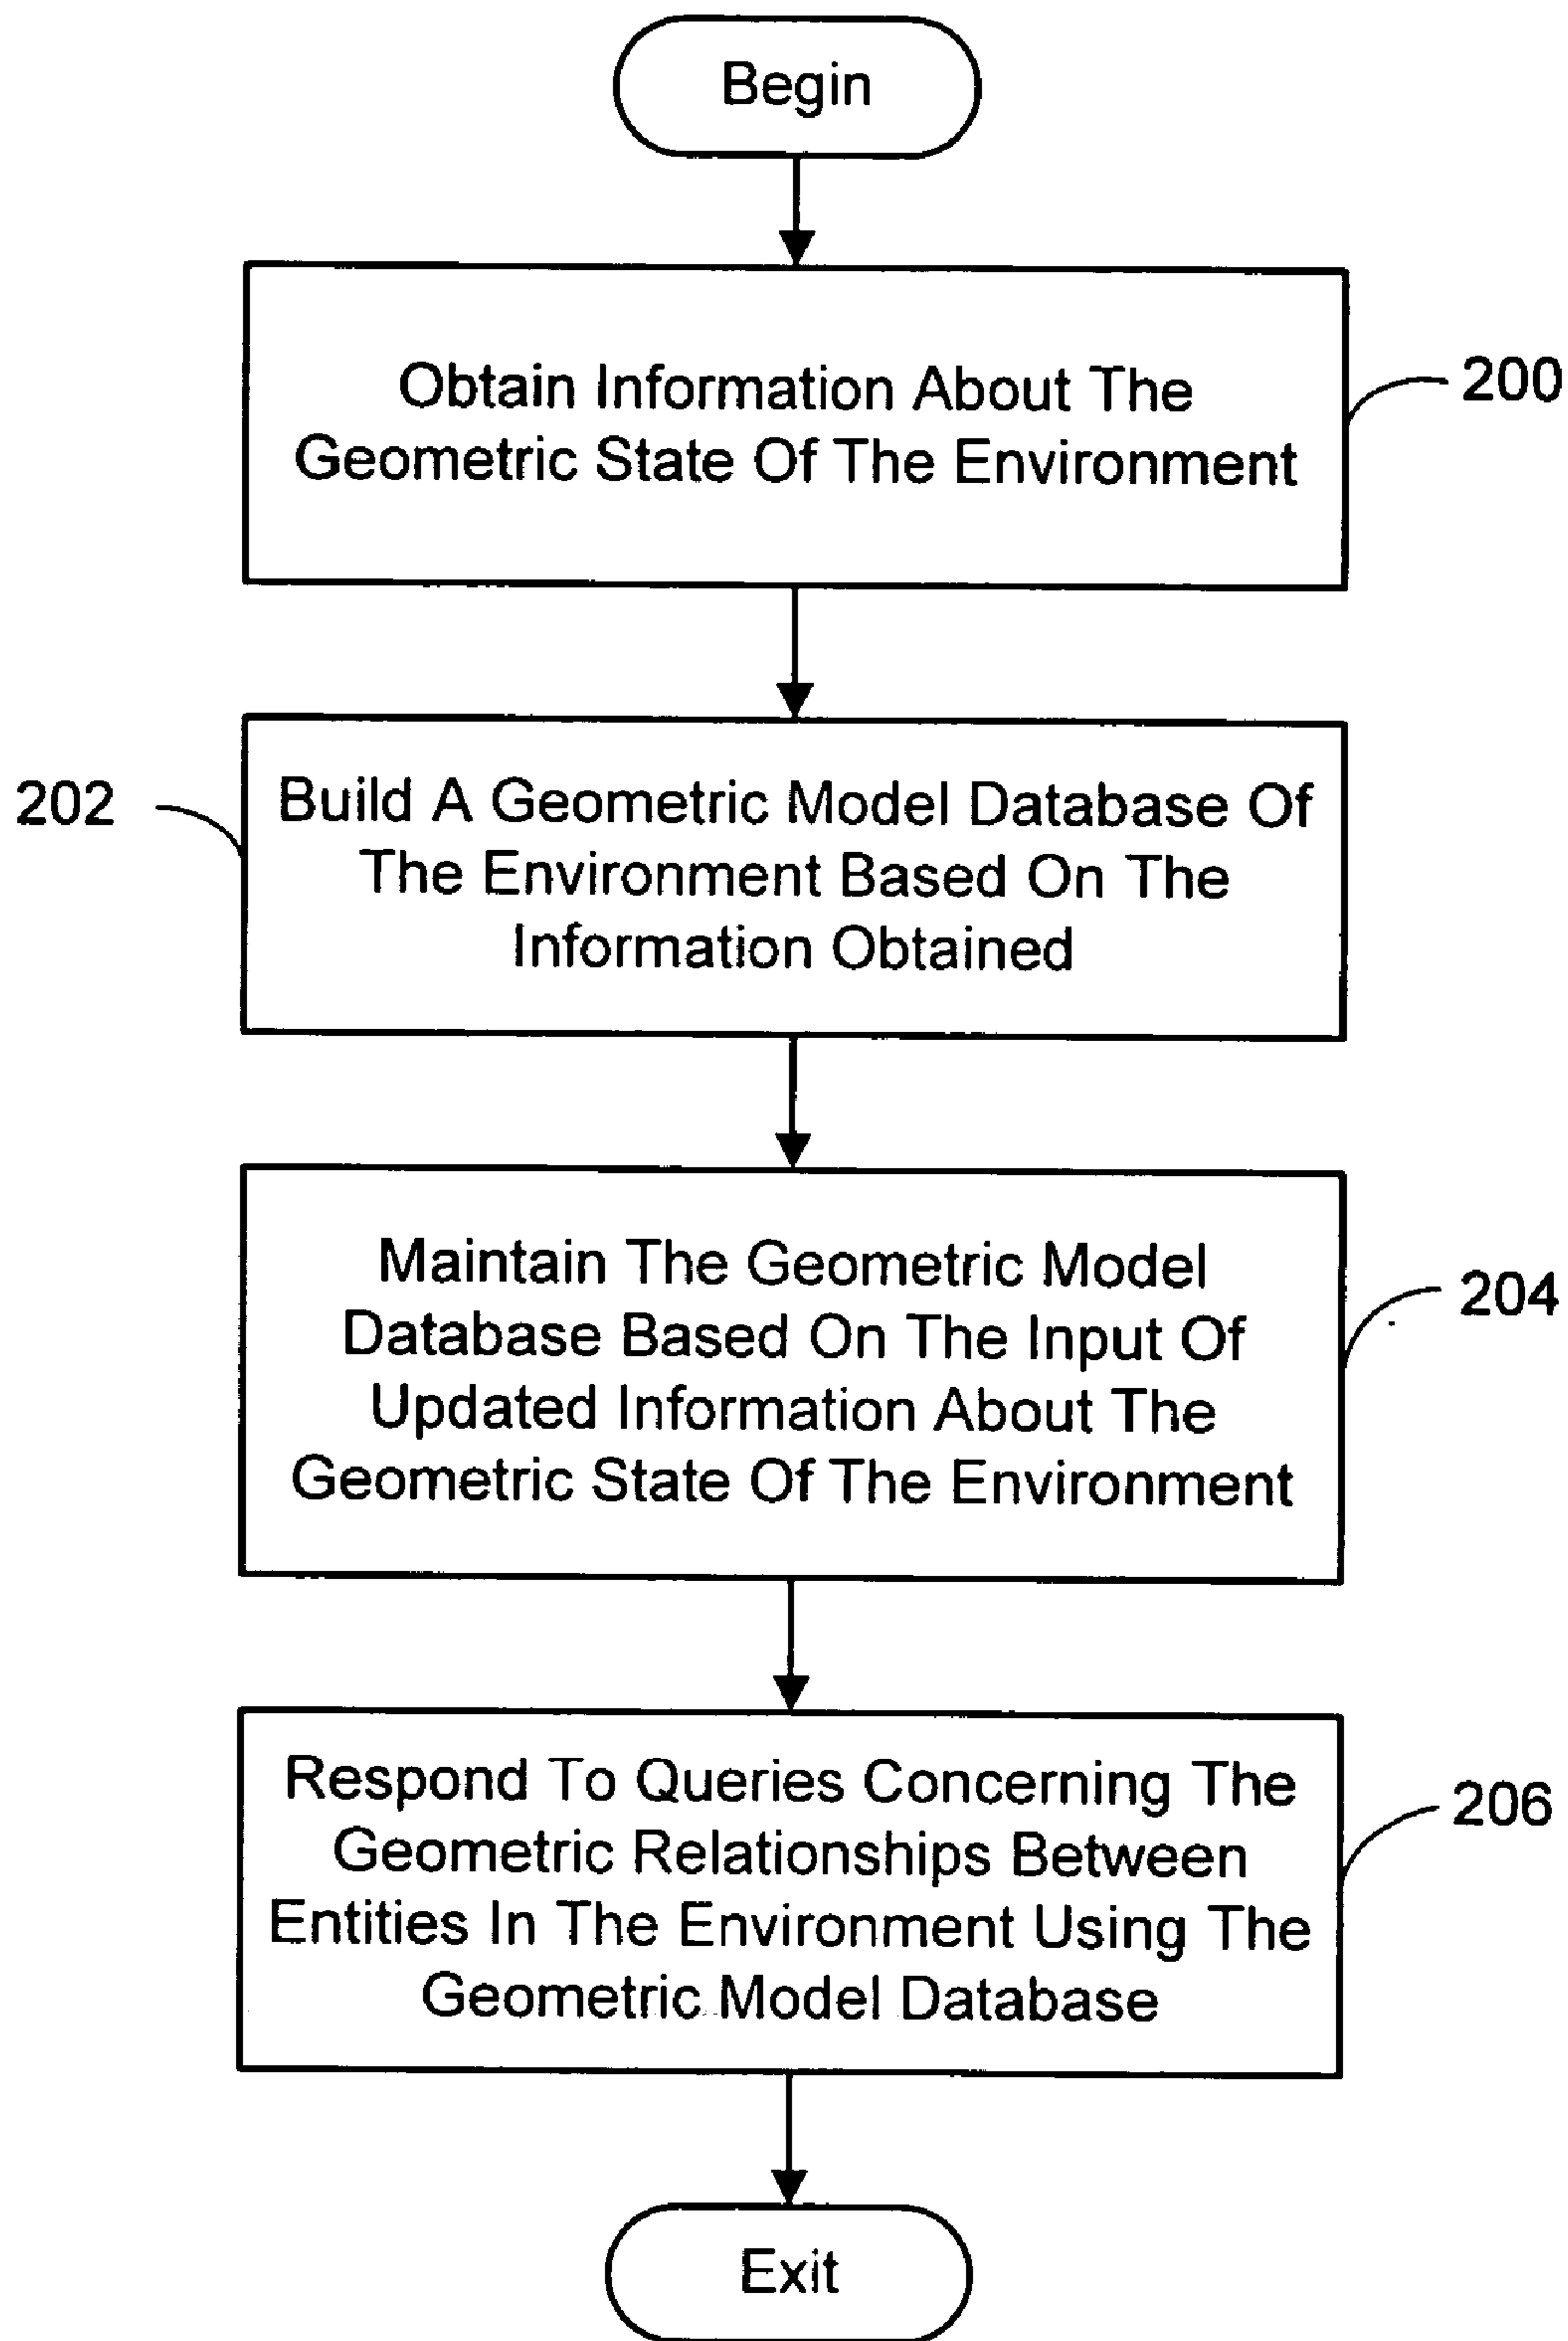 Begin
Obtain Information About The
Geometric State Of The Environment
200
202
Build A Geometric Model Database Of
The Environment Based On The
Information Obtained
Maintain The Geometric Model
Database Based On The Input Of
Updated Information About The
Geometric State Of The Environment
204
Respond To Queries Concerning The
Geometric Relationships Between
Entities In The Environment Using The
Geometric Model Database
206
Exit